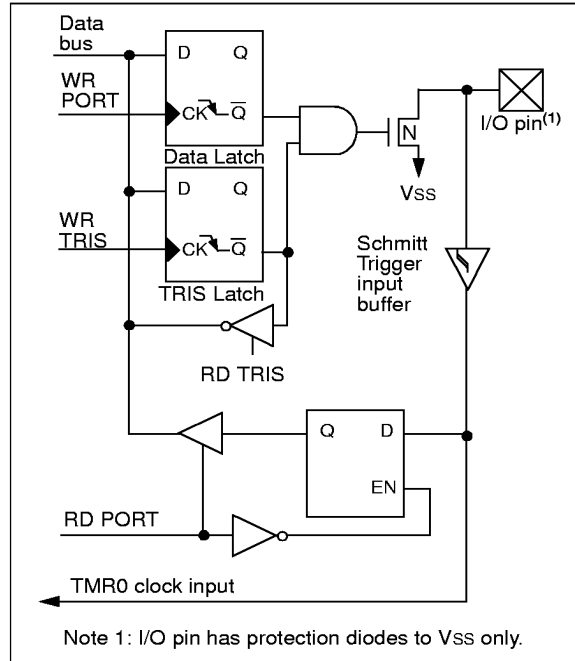 Data
bus
D Q
WR
PORT
CK Q̅
I/O pin(1)
N
Data Latch
VSS
D Q
WR
TRIS
CK Q̅
Schmitt
Trigger
input
buffer
TRIS Latch
RD TRIS
Q D
EN
RD PORT
TMR0 clock input
Note 1: I/O pin has protection diodes to VSS only.